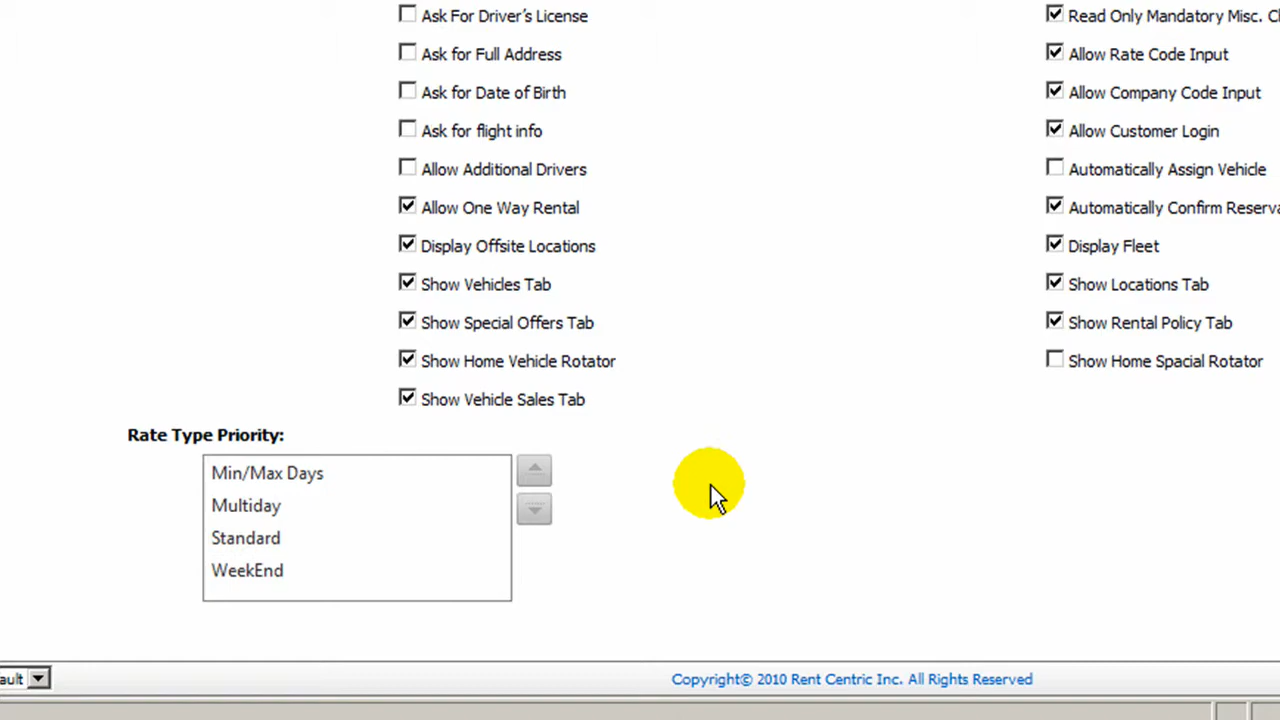 Ask For Driver's License
Read Only Mandatory Misc.
Ask for Full Address
Allow Rate Code Input
Ask for Date of Birth
Allow Company Code Input
Ask for flight info
Allow Customer Login
Allow Additional Drivers
Automatically Assign Vehicle
Allow One Way Rental
Automatically Confirm
Display Offsite Locations
Display Fleet
Show Vehicles Tab
Show Locations Tab
Show Special Offers Tab
Show Rental Policy Tab
Show Home Vehicle Rotator
Show Home Spacial Rotator
Show Vehicle Sales Tab
Rate Type Priority:
Min/Max Days
Multiday
Standard
WeekEnd
Copyright© 2010 Rent Centric Inc. All Rights Reserved